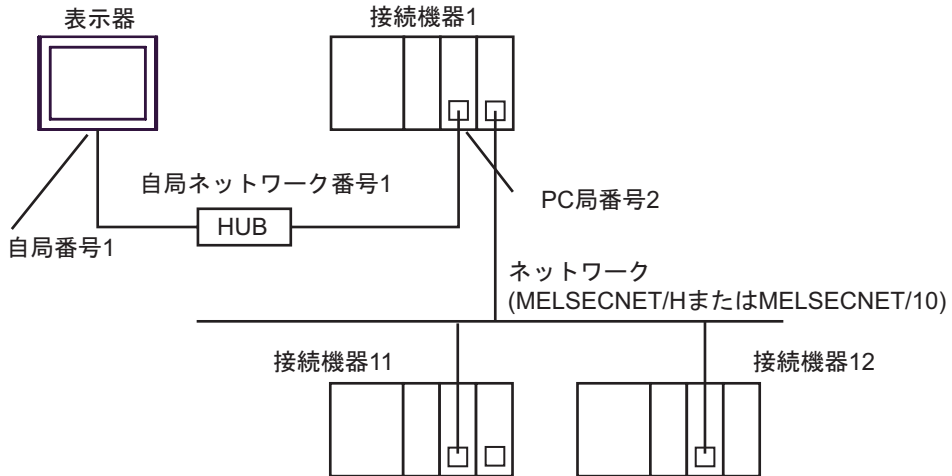 表示器
接続機器1
自局ネットワーク番号1
PC局番号2
HUB
自局番号1
ネットワーク
(MELSECNET/HまたはMELSECNET/10)
接続機器11
接続機器12